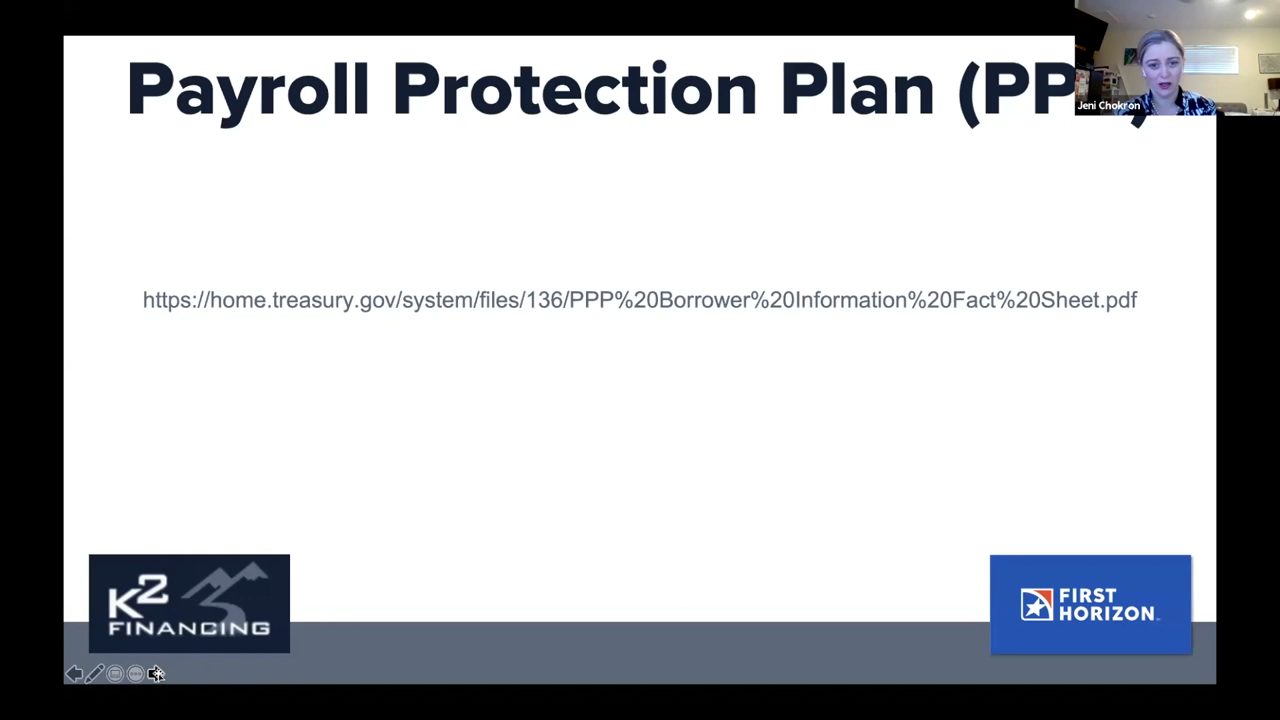 Payroll Protection Plan (PP
Jeni Chokron
https://home.treasury.gov/system/files/136/PPP%20Borrower%20Information%20Fact%20Sheet.pdf
K2
FINANCING
FIRST
HORIZON